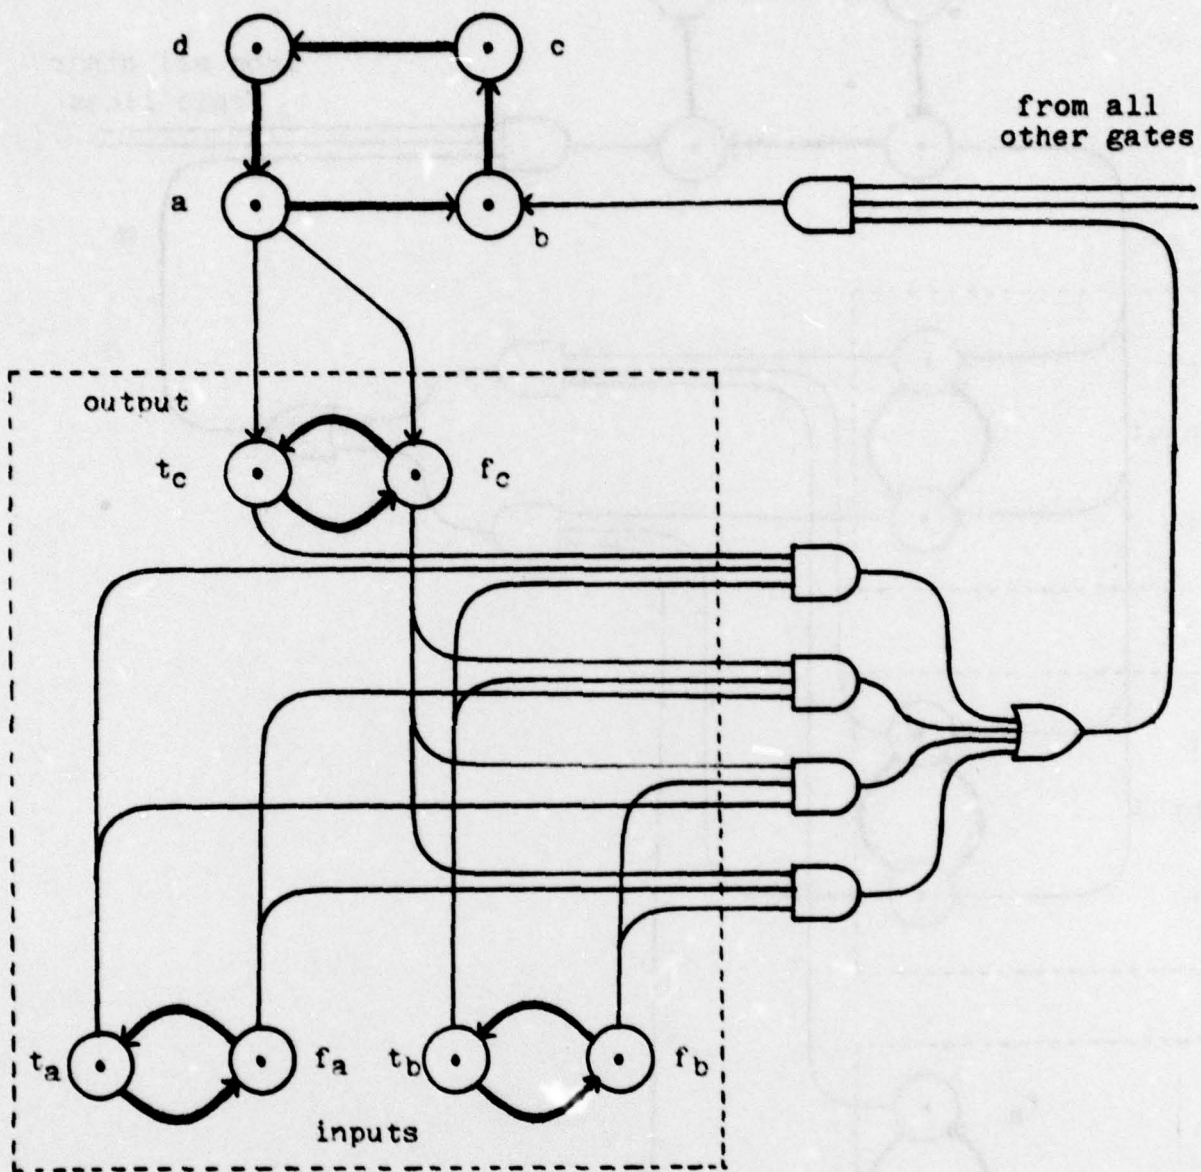 d
c
from all
other gates
a
b
output
t_c
f_c
t_a
f_a
t_b
f_b
inputs